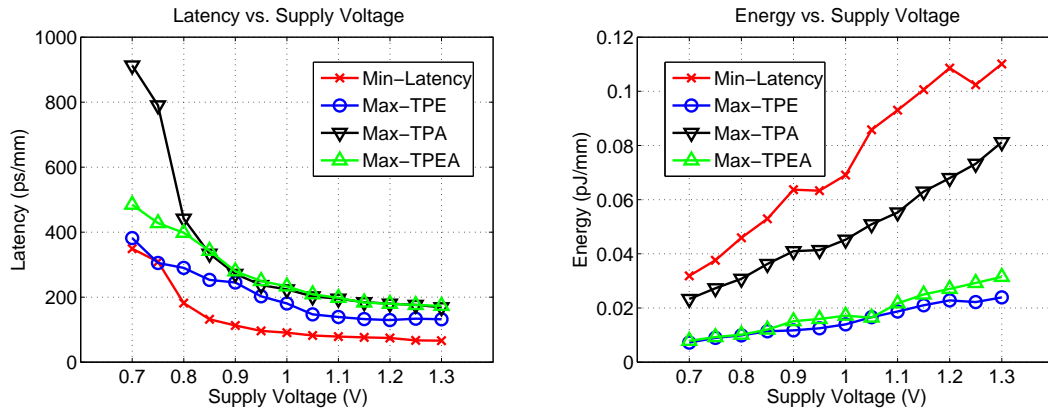 Latency vs. Supply Voltage
1000
800
600
400
200
0
Latency (ps/mm)
0.7 0.8 0.9 1 1.1 1.2 1.3
Supply Voltage (V)
Min−Latency
Max−TPE
Max−TPA
Max−TPEA
Energy vs. Supply Voltage
0.12
0.1
0.08
0.06
0.04
0.02
0
Energy (pJ/mm)
0.7 0.8 0.9 1 1.1 1.2 1.3
Supply Voltage (V)
Min−Latency
Max−TPE
Max−TPA
Max−TPEA